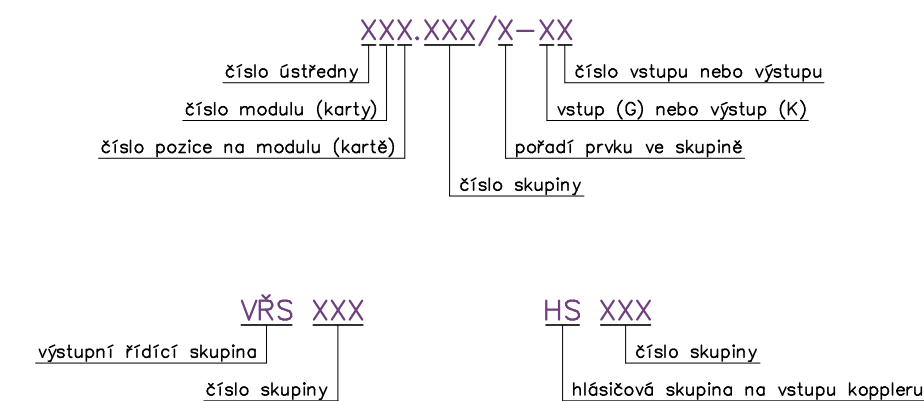 XXX.XXX/X-XX
číslo ústředny číslo vstupu nebo výstupu
číslo modulu (karty) vstup (G) nebo výstup (K)
číslo pozice na modulu (kartě) pořadí prvku ve skupině
číslo skupiny
VŘS XXX HS XXX
výstupní řídící skupina číslo skupiny
číslo skupiny hlásičová skupina na vstupu koppleru